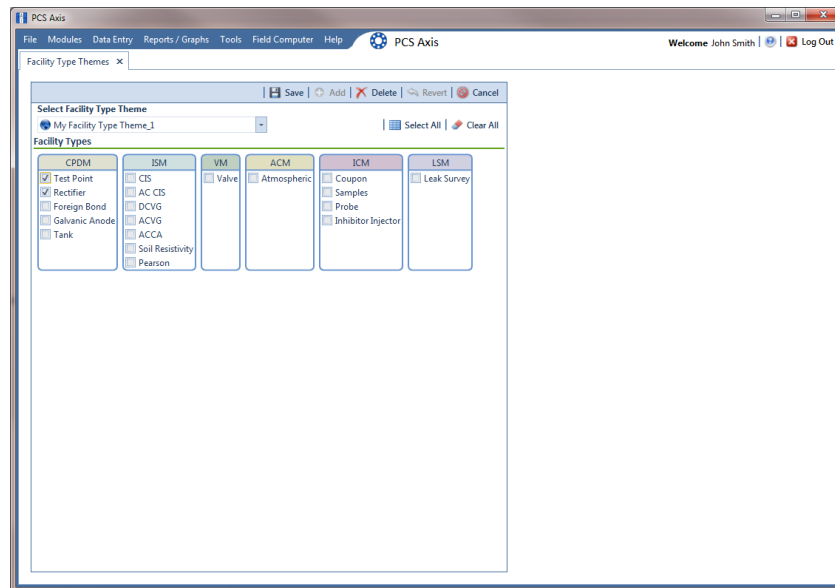 PCS Axis
File Modules Data Entry Reports / Graphs Tools Field Computer Help PCS Axis Welcome John Smith | | Log Out
Facility Type Themes
| Save | Add | Delete | Revert | Cancel
Select Facility Type Theme
My Facility Type Theme_1 | Select All | Clear All
Facility Types
CPDM ISM VM ACM ICM LSM
Test Point CIS Valve Atmospheric Coupon Leak Survey
Rectifier AC CIS Samples
Foreign Bond DCVG Probe
Galvanic Anode ACVG Inhibitor Injector
Tank ACCA
Soil Resistivity
Pearson